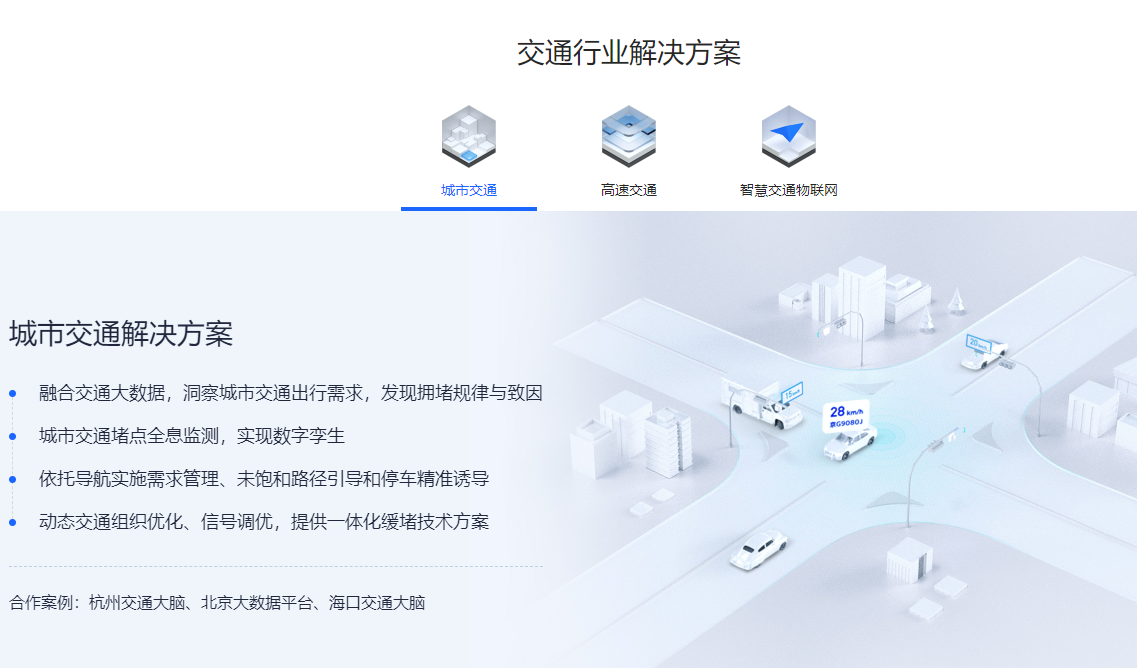 交通行业解决方案
城市交通
高速交通
智慧交通物联网
城市交通解决方案
融合交通大数据，洞察城市交通出行需求，发现拥堵规律与致因
城市交通堵点全息监测，实现数字孪生
依托导航实施需求管理、未饱和路径引导和停车精准诱导
动态交通组织优化、信号调优，提供一体化缓堵技术方案
合作案例：杭州交通大脑、北京大数据平台、海口交通大脑
20 km/h
15 km/h
28 km/h
京G9080J